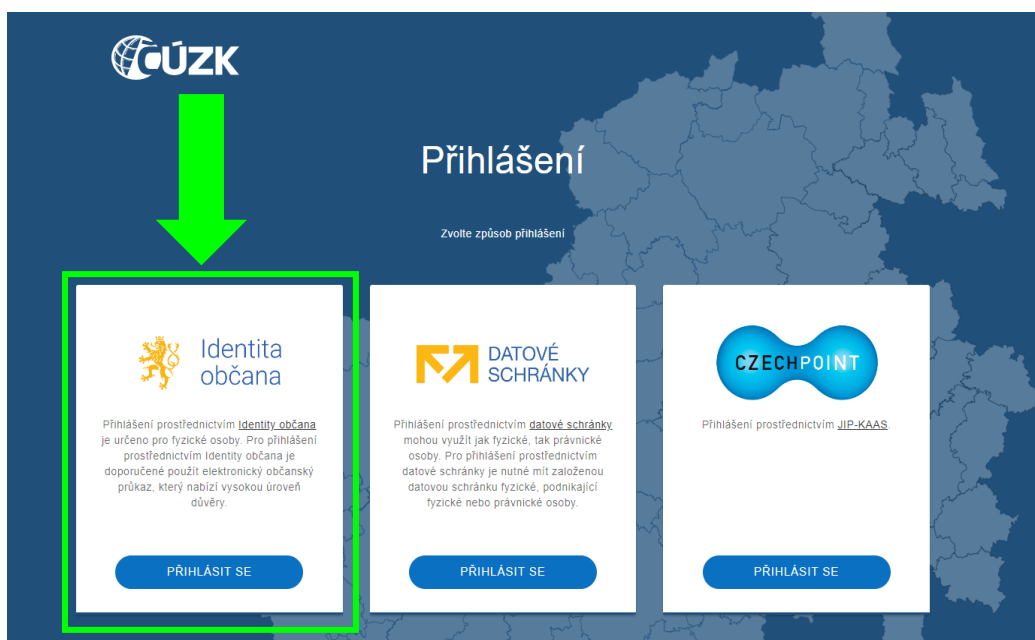 ČÚZK
Přihlášení
Zvolte způsob přihlášení
Identita
občana
Přihlášení prostřednictvím Identity občana
je určeno pro fyzické osoby. Pro přihlášení
prostřednictvím Identity občana je
doporučené použít elektronický občanský
průkaz, který nabízí vysokou úroveň
důvěry.
PŘIHLÁSIT SE
DATOVÉ
SCHRÁNKY
Přihlášení prostřednictvím datové schránky
mohou využít jak fyzické, tak právnické
osoby. Pro přihlášení prostřednictvím
datové schránky je nutné mít založenou
datovou schránku fyzické, podnikající
fyzické nebo právnické osoby.
PŘIHLÁSIT SE
CZECHPOINT
Přihlášení prostřednictvím JIP-KAAS.
PŘIHLÁSIT SE